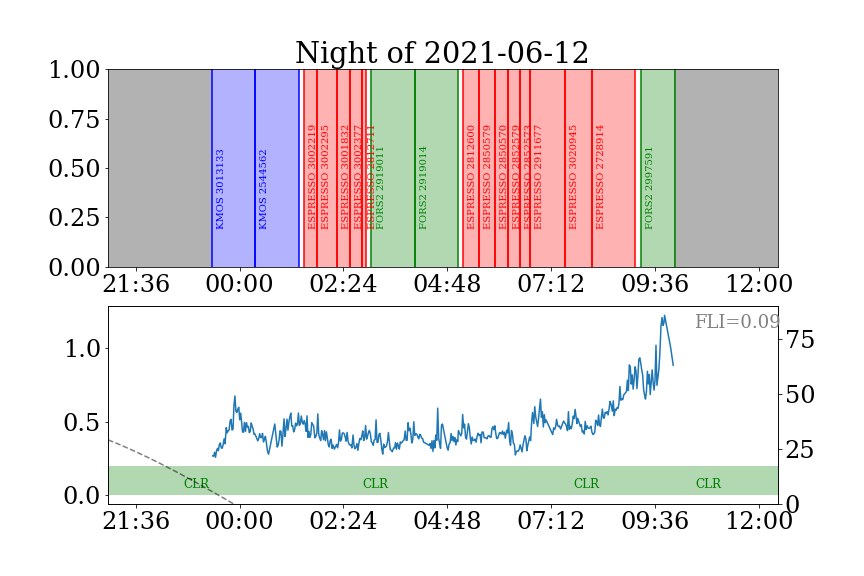 Night of 2021-06-12
1.00
0.75
0.50
0.25
0.00
KMOS 3013133
KMOS 2544562
ESPRESSO 3002219
ESPRESSO 3002295
ESPRESSO 3001832
ESPRESSO 3002377
ESPRESSO 2812711
FORS2 2919011
FORS2 2919014
ESPRESSO 2812600
ESPRESSO 2850579
ESPRESSO 2850570
ESPRESSO 2852579
ESPRESSO 2852573
ESPRESSO 2911677
ESPRESSO 3020945
ESPRESSO 2728914
FORS2 2997591
21:36 00:00 02:24 04:48 07:12 09:36 12:00
FLI=0.09
1.0
0.5
0.0
75
50
25
0
CLR CLR CLR CLR
21:36 00:00 02:24 04:48 07:12 09:36 12:00